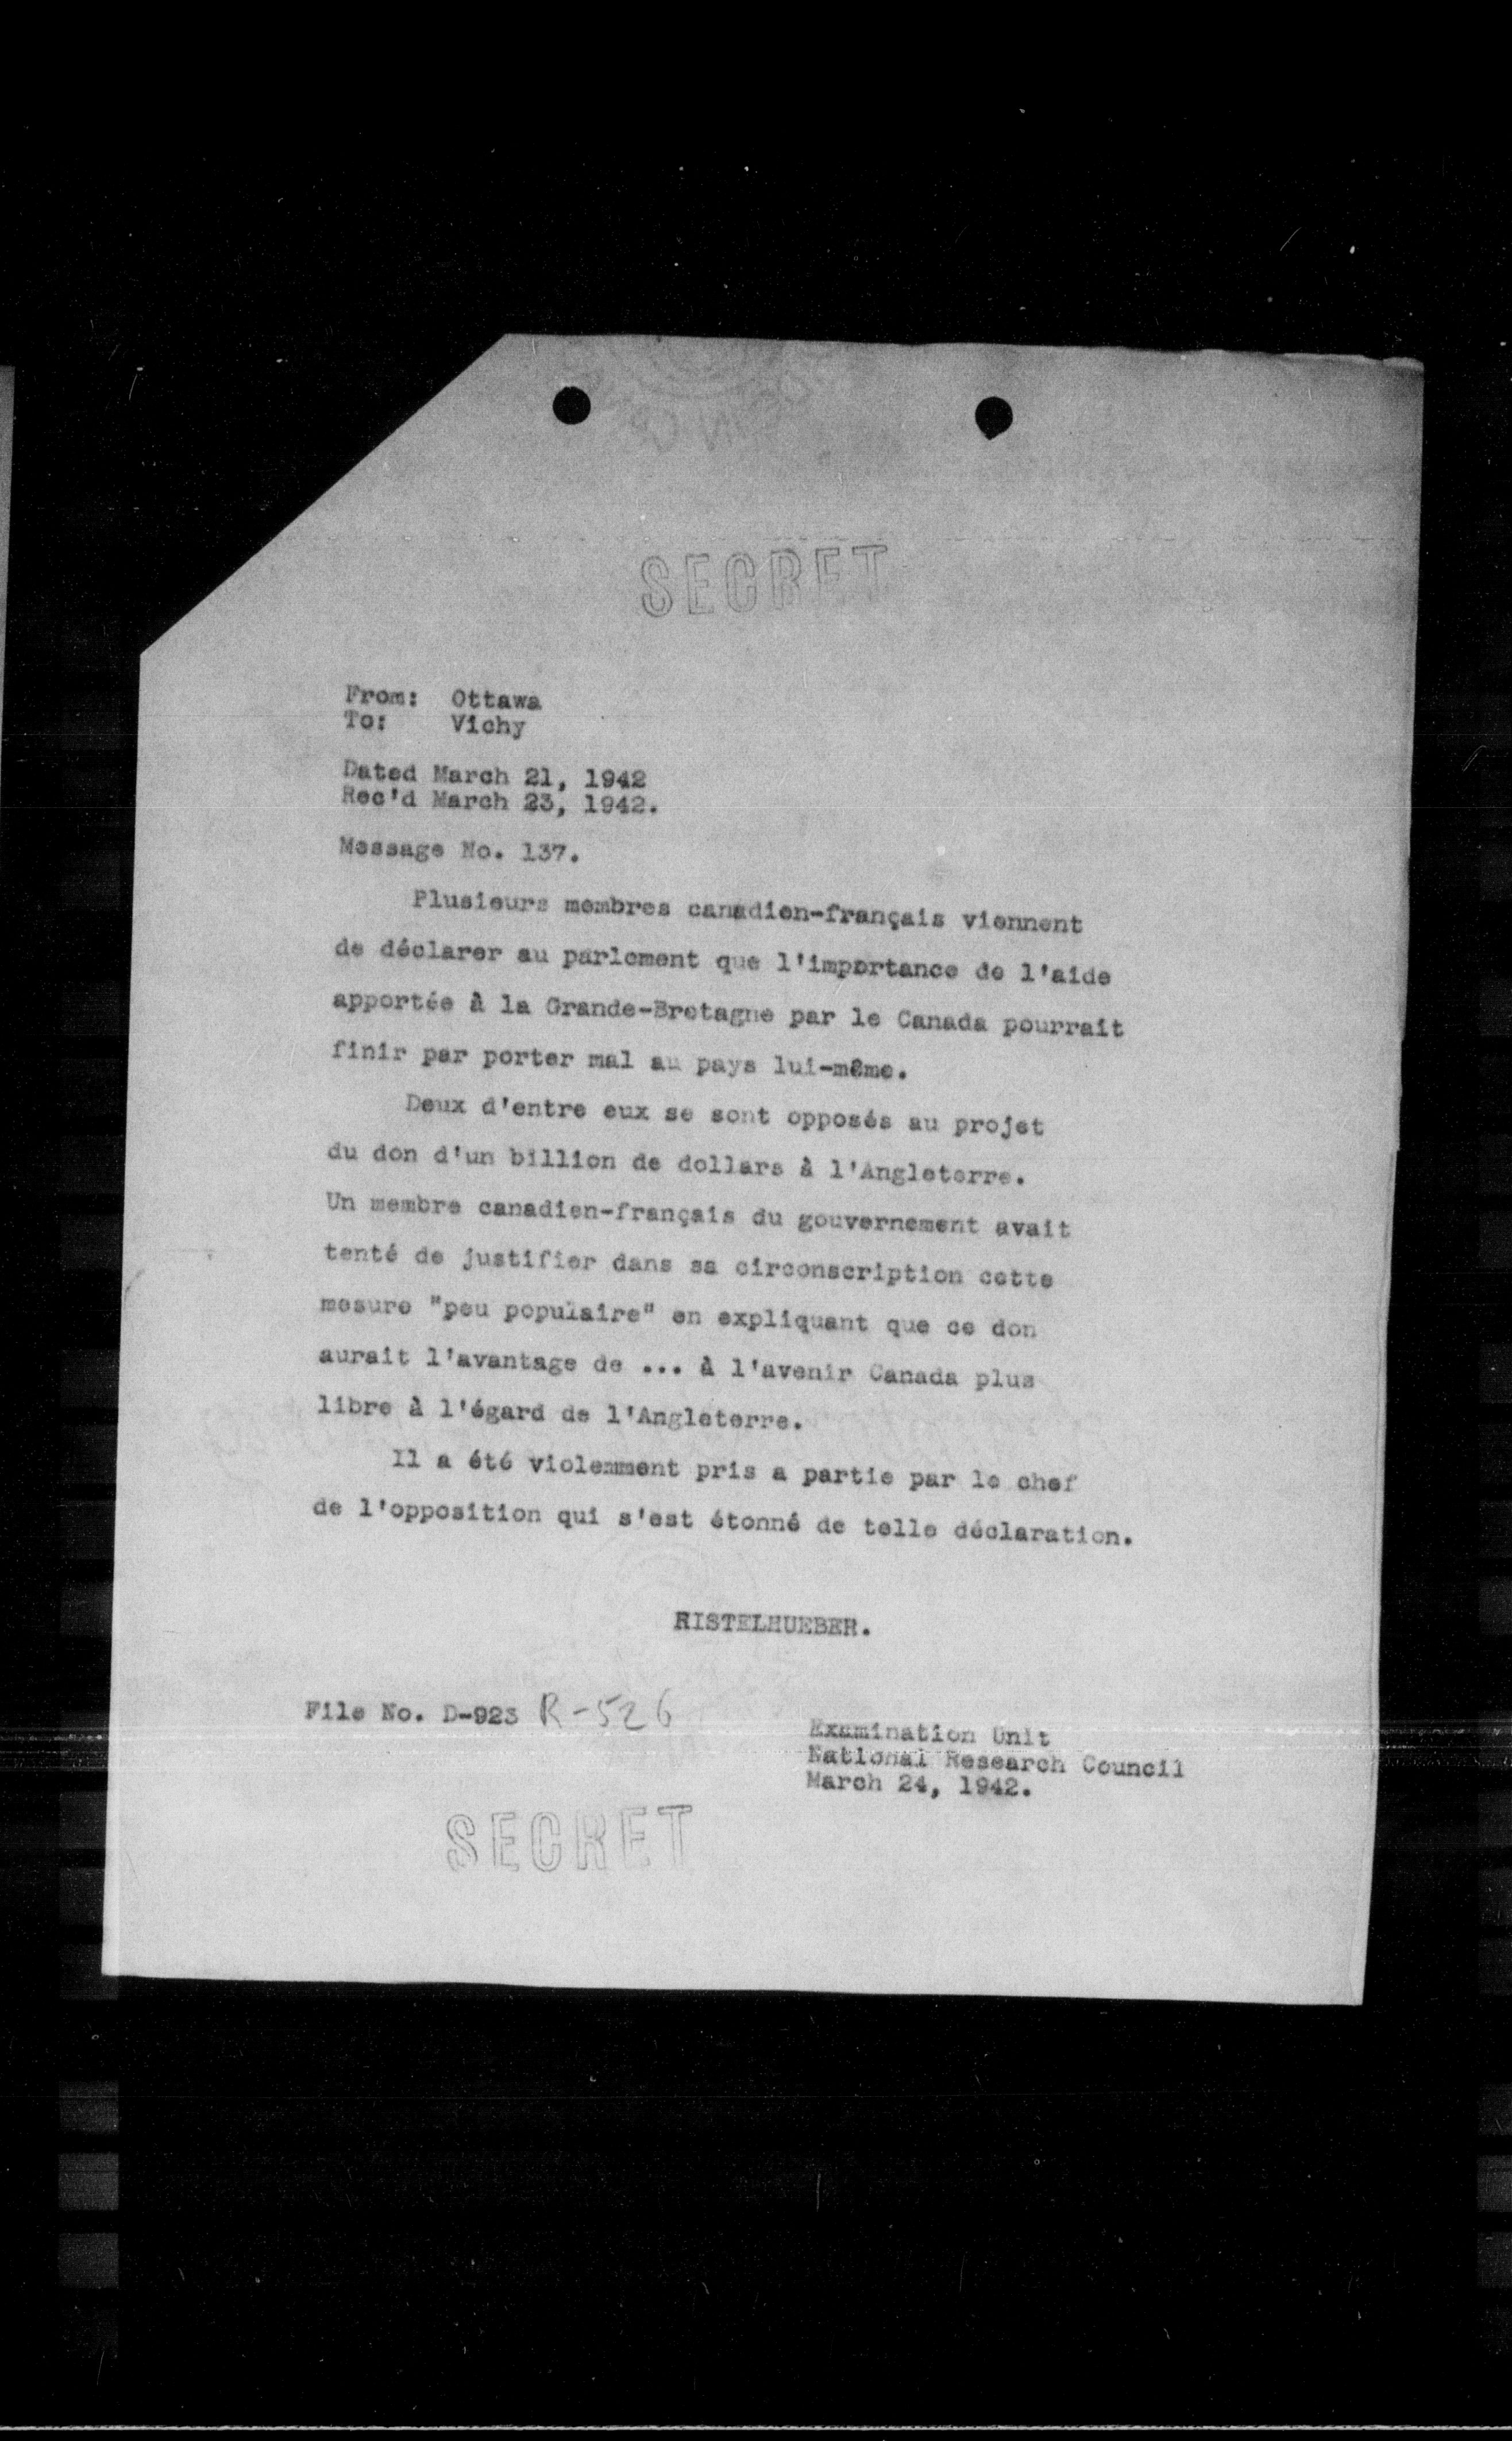 SECRET
From: Ottawa
To: Vichy
Dated March 21, 1942
Rec'd March 23, 1942.
Message No. 137.
Plusieurs membres canadien-français viennent
de déclarer au parlement que l'importance de l'aide
apportée à la Grande-Bretagne par le Canada pourrait
finir par porter mal au pays lui-même.
Deux d'entre eux se sont opposés au projet
du don d'un billion de dollars à l'Angleterre.
Un membre canadien-français du gouvernement avait
tenté de justifier dans sa circonscription cette
mesure "peu populaire" en expliquant que ce don
aurait l'avantage de ... à l'avenir Canada plus
libre à l'égard de l'Angleterre.
Il a été violemment pris a partie par le chef
de l'opposition qui s'est étonné de telle déclaration.
RISTELHUEBER.
File No. D-923 R-526
Examination Unit
National Research Council
March 24, 1942.
SECRET